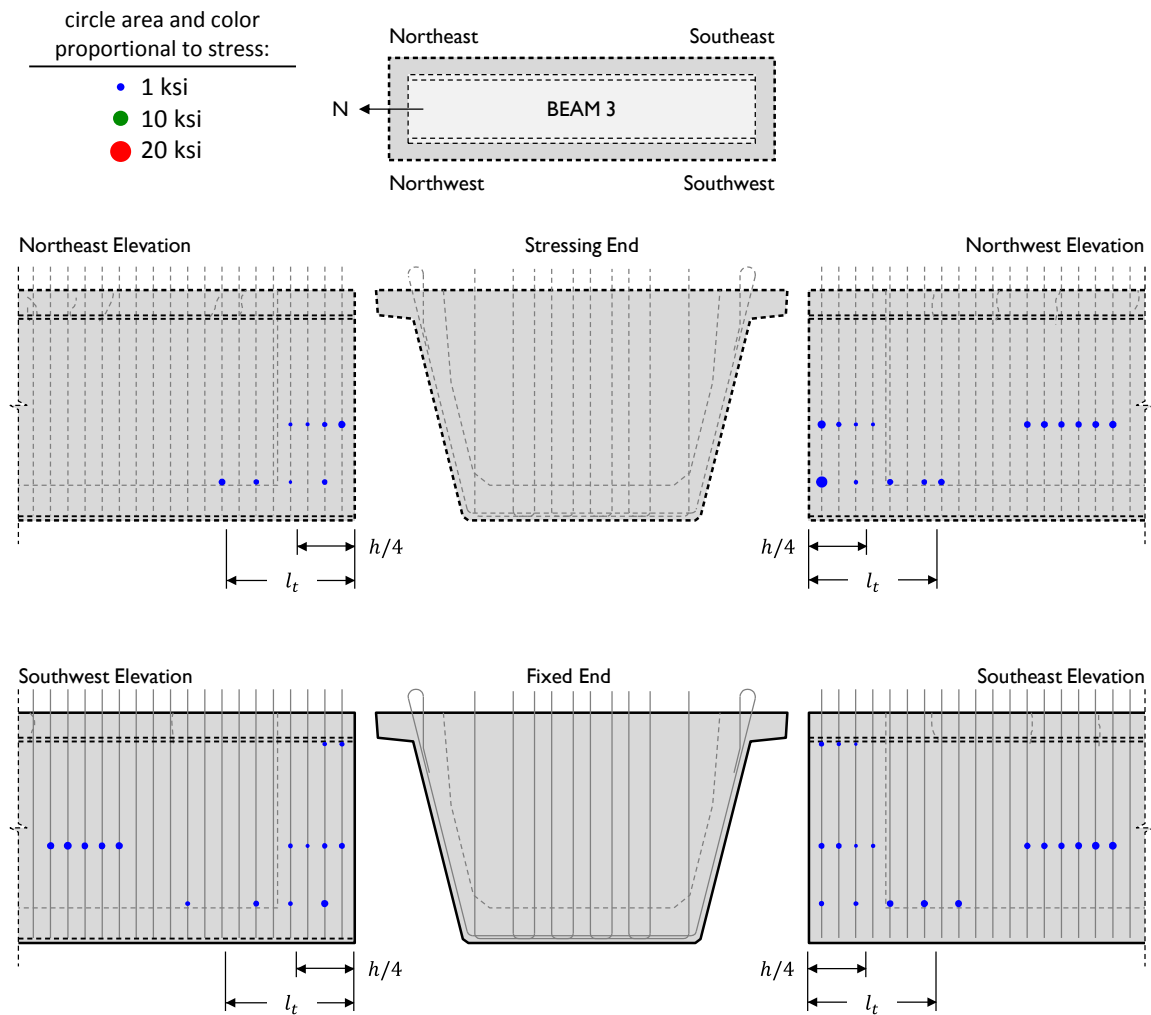 circle area and color
proportional to stress:
1 ksi
10 ksi
20 ksi
Northeast
Southeast
N
BEAM 3
Northwest
Southwest
Northeast Elevation
Stressing End
Northwest Elevation
h/4
h/4
l_t
l_t
Southwest Elevation
Fixed End
Southeast Elevation
h/4
h/4
l_t
l_t